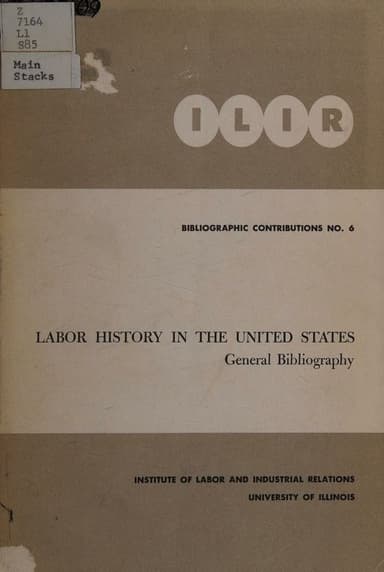 Z
7164
L1
S85
Main
Stacks
ILIR
BIBLIOGRAPHIC CONTRIBUTIONS NO. 6
LABOR HISTORY IN THE UNITED STATES
General Bibliography
INSTITUTE OF LABOR AND INDUSTRIAL RELATIONS
UNIVERSITY OF ILLINOIS